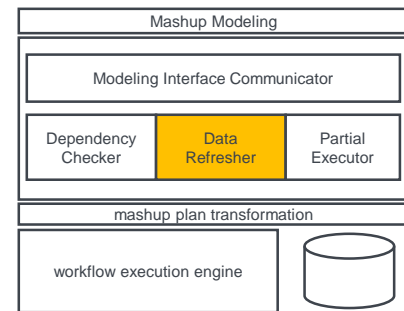 Mashup Modeling
Modeling Interface Communicator
Dependency
Checker
Data
Refresher
Partial
Executor
mashup plan transformation
workflow execution engine